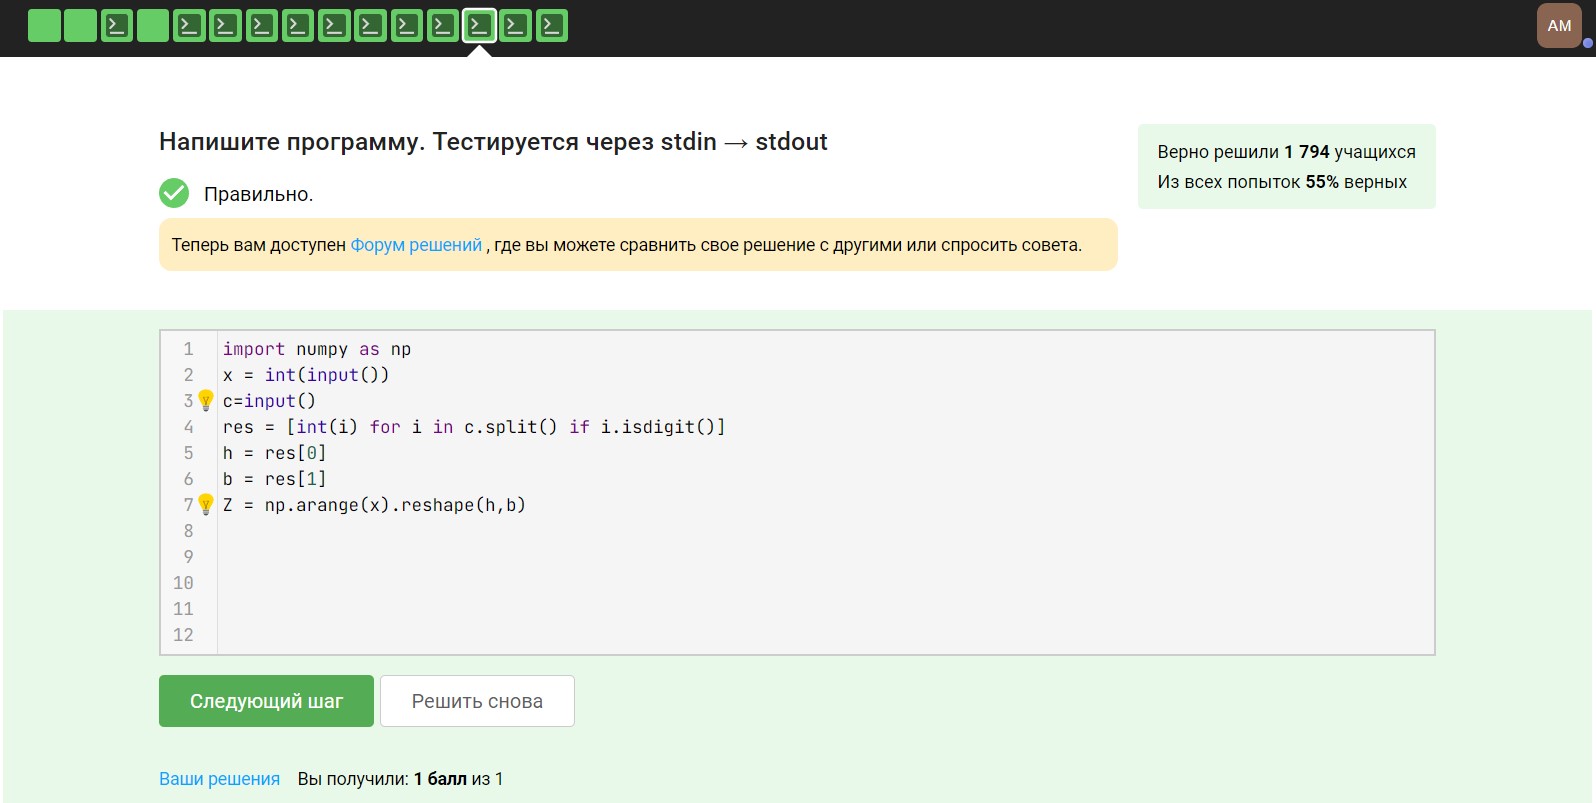 AM
Напишите программу. Тестируется через stdin → stdout
Верно решили 1 794 учащихся
Из всех попыток 55% верных
Правильно.
Теперь вам доступен Форум решений , где вы можете сравнить свое решение с другими или спросить совета.
1 import numpy as np
2 x = int(input())
3 c=input()
4 res = [int(i) for i in c.split() if i.isdigit()]
5 h = res[0]
6 b = res[1]
7 Z = np.arange(x).reshape(h,b)
8
9
10
11
12
Следующий шаг Решить снова
Ваши решения Вы получили: 1 балл из 1